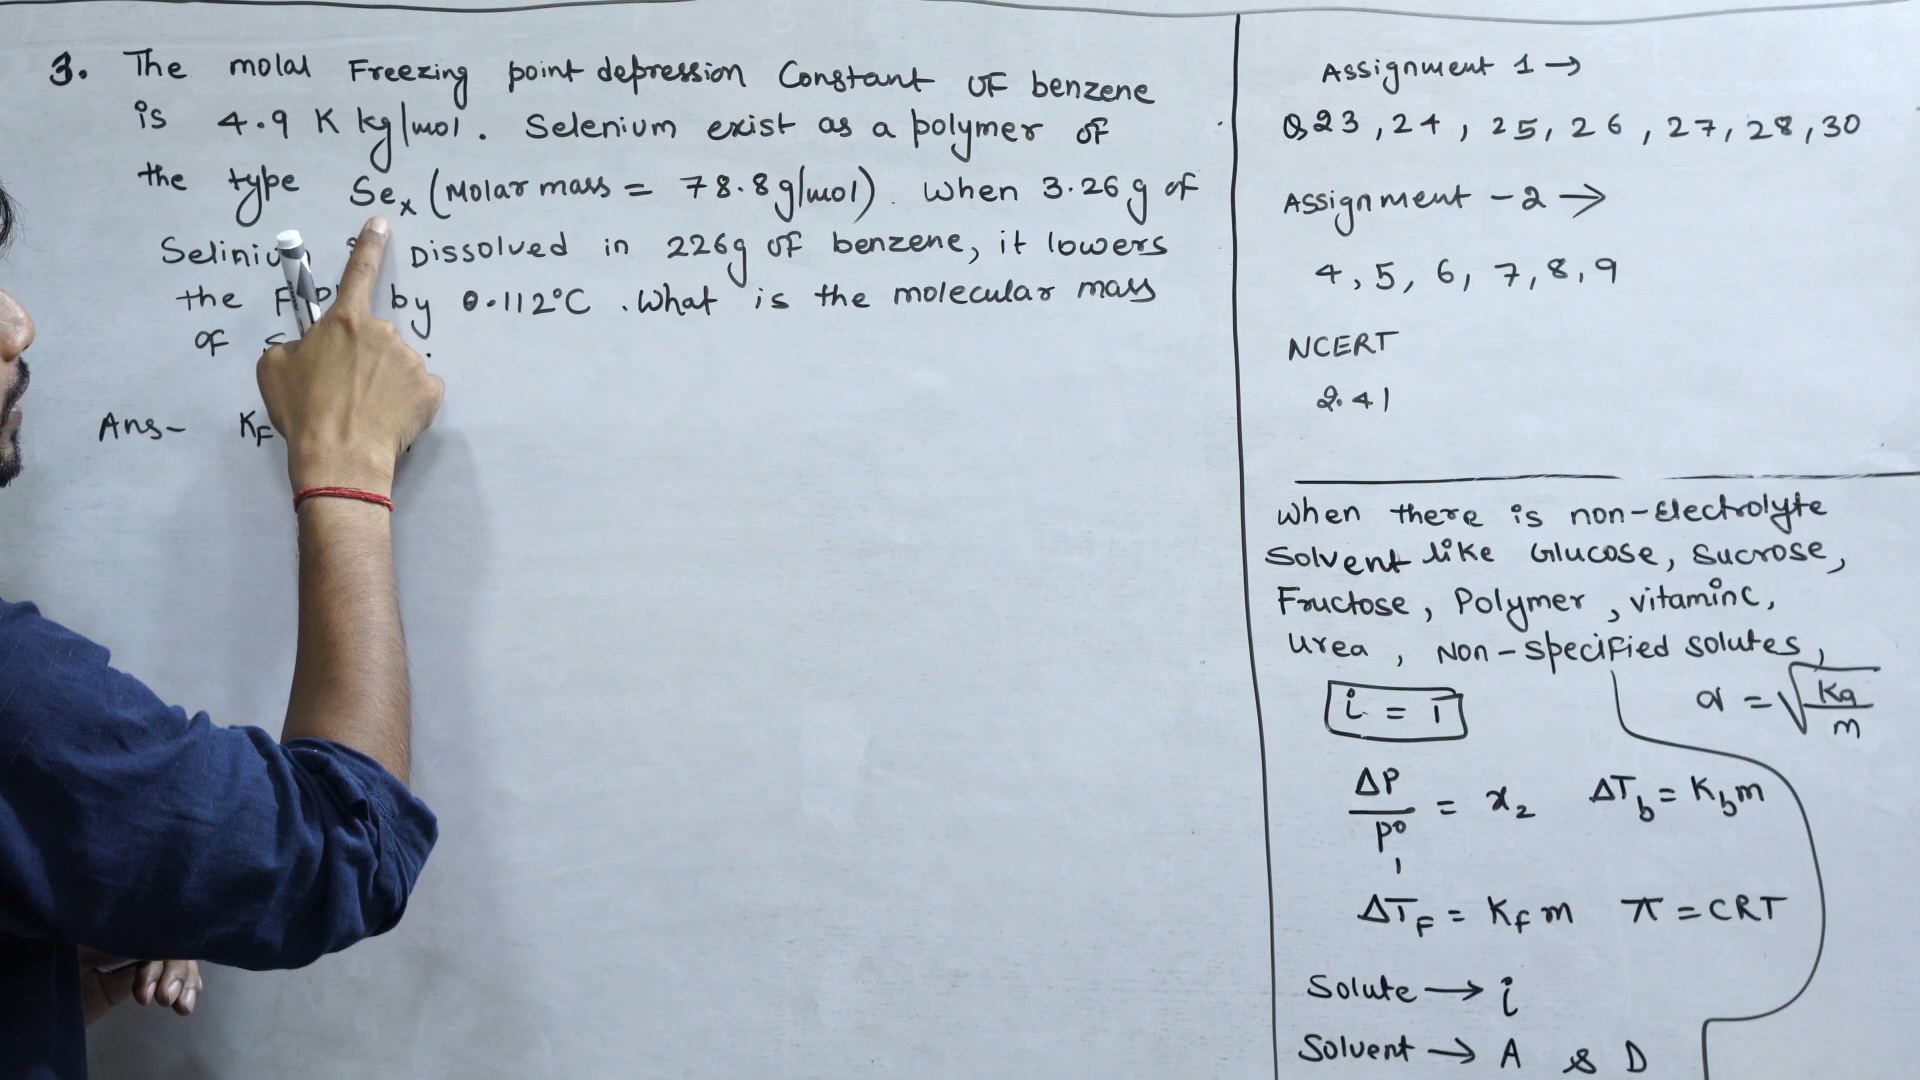 3. The molal Freezing point depression Constant OF benzene
is 4.9 K kg/mol. Selenium exist as a polymer of
the type Sex (Molar mass = 78.8g/mol). When 3.26g of
Dissolved in 226g OF benzene, it lowers
the by 0.112°C. What is the molecular mass
of
Ans- KF
Assignment 1 →
Q 23, 24, 25, 26, 27, 28, 30
Assignment - 2 →
4, 5, 6, 7, 8, 9
NCERT
2.41
When there is non-Electrolyte
Solvent like Glucose, Sucrose,
Fructose, Polymer, vitaminc,
Urea, Non-specified solutes,
i = 1
α = √Ka/m
ΔP/P°1 = x2 ΔTb = Kbm
ΔTF = KFm π = CRT
Solute → i
Solvent → A & D